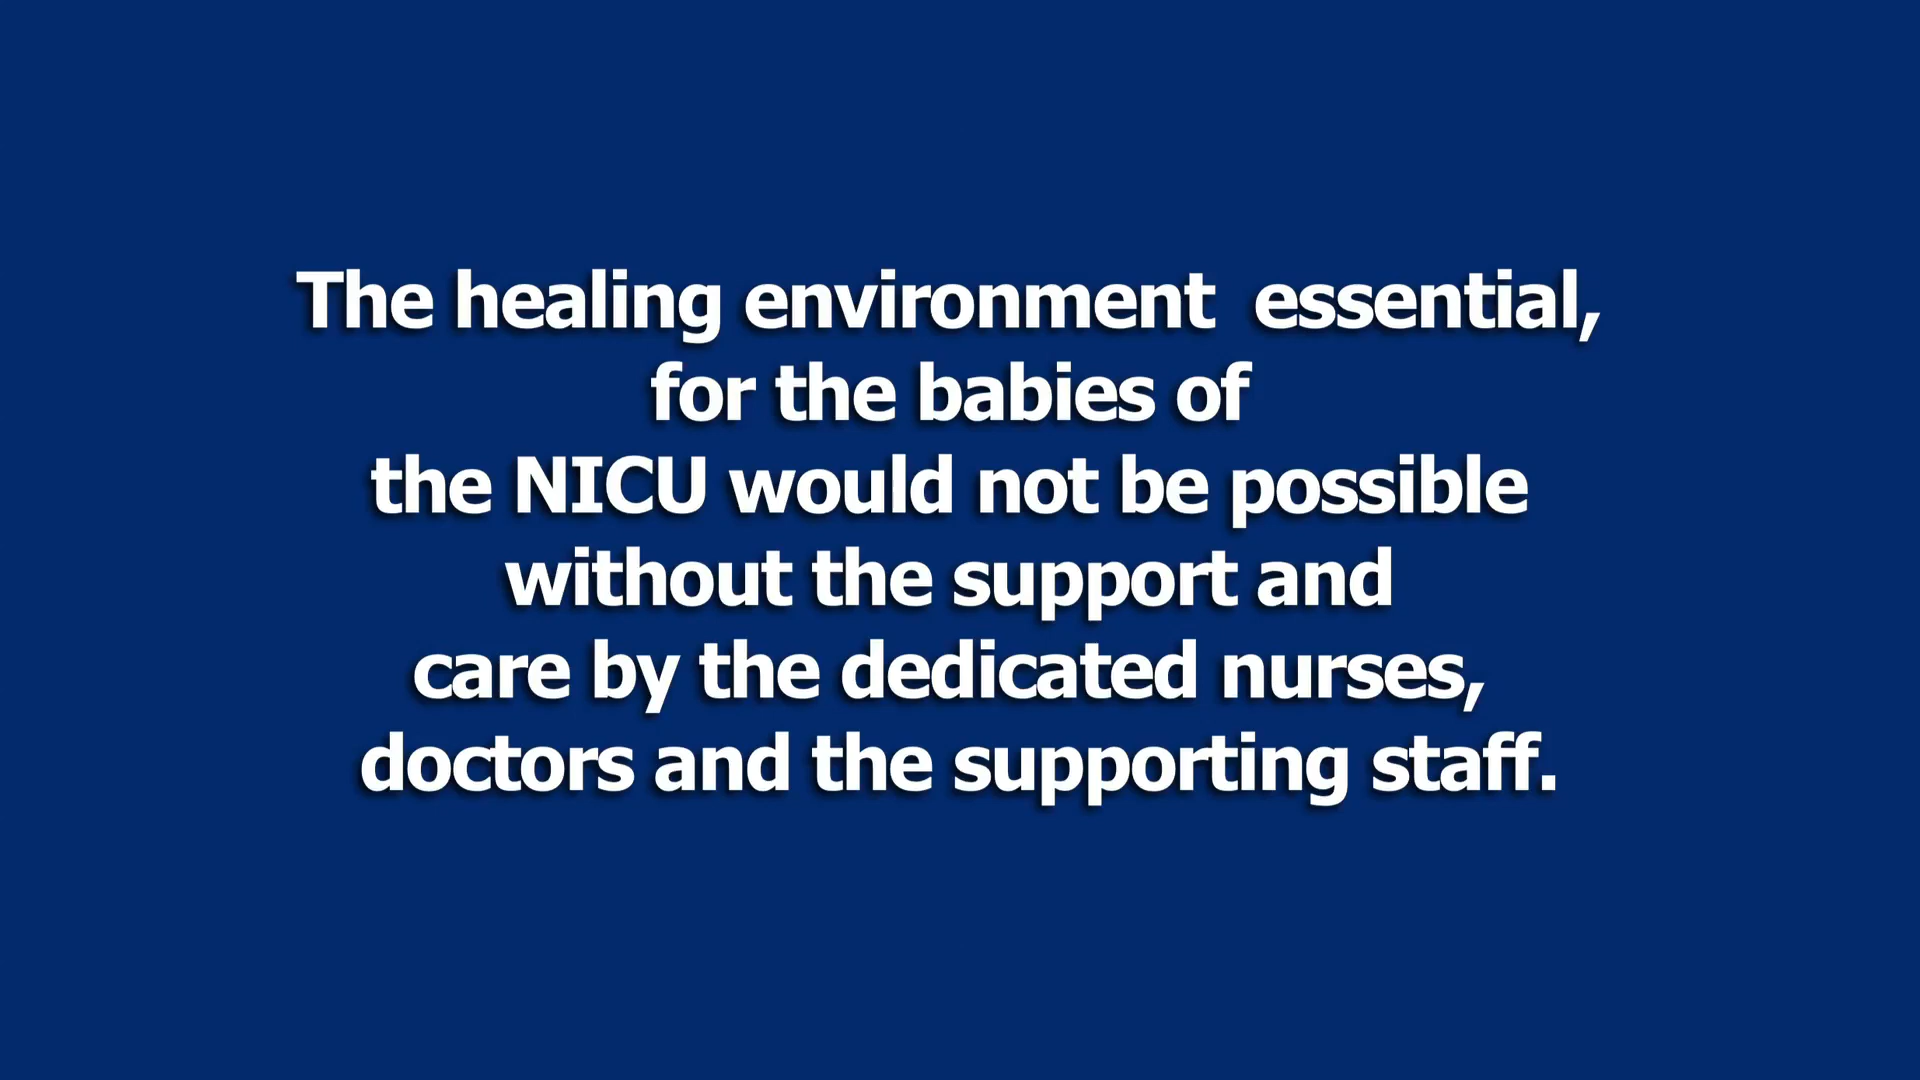 The healing environment  essential,
for the babies of
the NICU would not be possible
without the support and
care by the dedicated nurses,
doctors and the supporting staff.